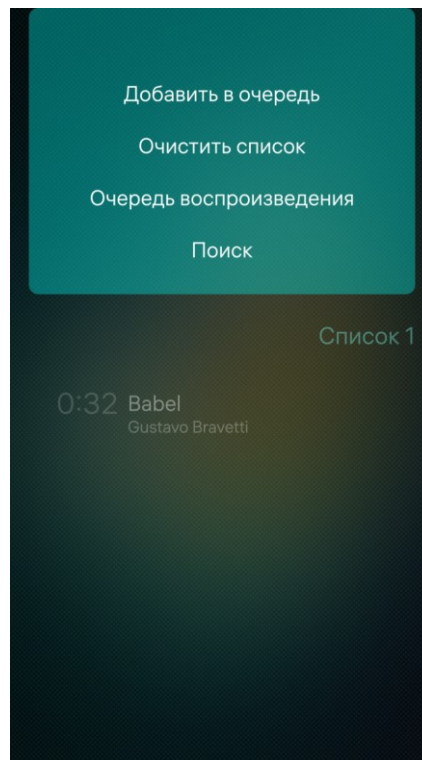 Добавить в очередь
Очистить список
Очередь воспроизведения
Поиск
Список 1
0:32 Babel
Gustavo Bravetti